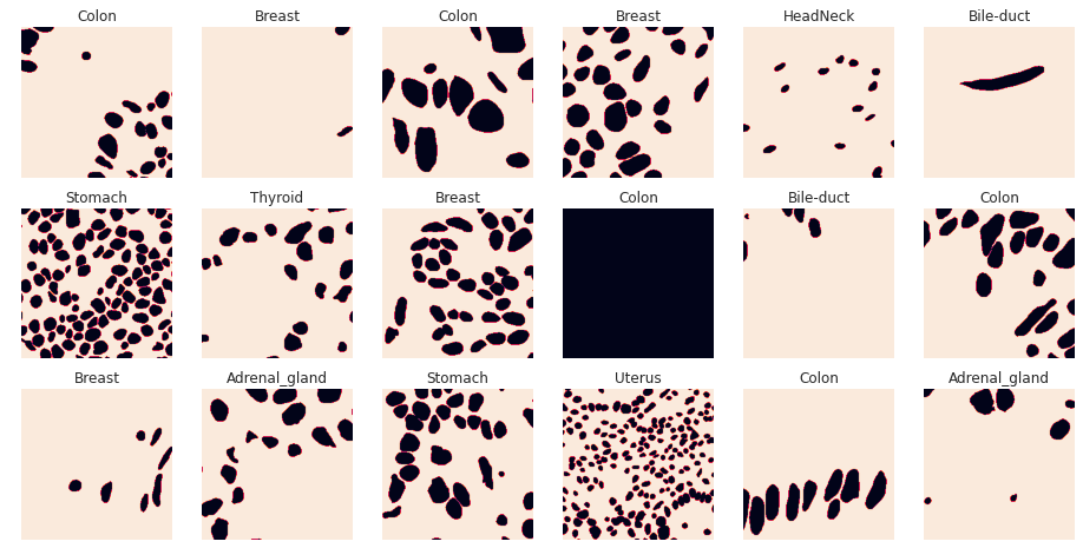 Colon Breast Colon Breast HeadNeck Bile-duct
Stomach Thyroid Breast Colon Bile-duct Colon
Breast Adrenal_gland Stomach Uterus Colon Adrenal_gland